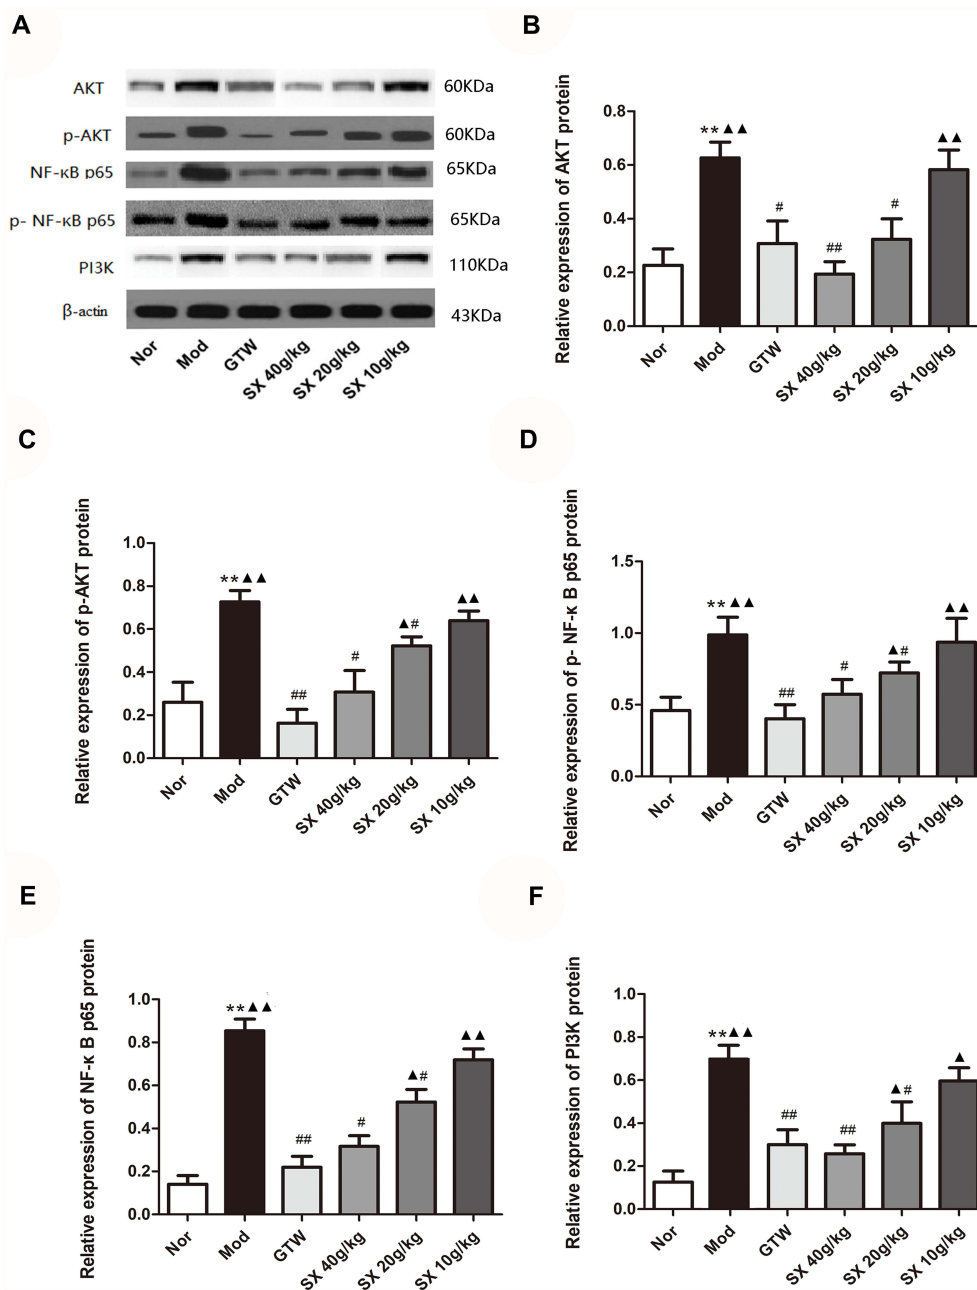 A
AKT 60KDa
p-AKT 60KDa
NF-κB p65 65KDa
p- NF-κB p65 65KDa
PI3K 110KDa
β-actin 43KDa
Nor Mod GTW SX 40g/kg SX 20g/kg SX 10g/kg
B
Relative expression of AKT protein
0.8
0.6
0.4
0.2
0.0
**▲▲
#
##
#
▲▲
Nor Mod GTW SX 40g/kg SX 20g/kg SX 10g/kg
C
Relative expression of p-AKT protein
1.0
0.8
0.6
0.4
0.2
0.0
**▲▲
##
#
▲#
▲▲
Nor Mod GTW SX 40g/kg SX 20g/kg SX 10g/kg
D
Relative expression of p- NF-κ B p65 protein
1.5
1.0
0.5
0.0
**▲▲
##
#
▲#
▲▲
Nor Mod GTW SX 40g/kg SX 20g/kg SX 10g/kg
E
Relative expression of NF-κ B p65 protein
1.0
0.8
0.6
0.4
0.2
0.0
**▲▲
##
#
▲#
▲▲
Nor Mod GTW SX 40g/kg SX 20g/kg SX 10g/kg
F
Relative expression of PI3K protein
1.0
0.8
0.6
0.4
0.2
0.0
**▲▲
##
##
▲#
▲
Nor Mod GTW SX 40g/kg SX 20g/kg SX 10g/kg